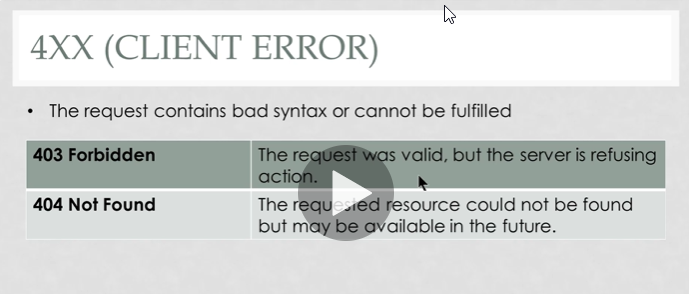 4XX (CLIENT ERROR)
• The request contains bad syntax or cannot be fulfilled
403 Forbidden
The request was valid, but the server is refusing
action.
404 Not Found
The requested resource could not be found
but may be available in the future.